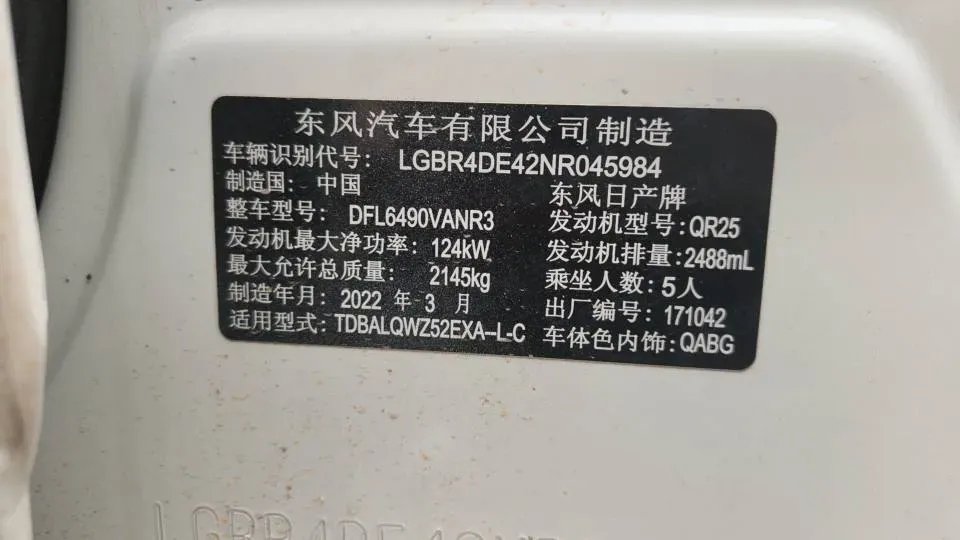 东风汽车有限公司制造
车辆识别代号: LGBR4DE42NR045984
制造国: 中国 东风日产牌
整车型号: DFL6490VANR3 发动机型号: QR25
发动机最大净功率: 124kW 发动机排量: 2488mL
最大允许总质量: 2145kg 乘坐人数: 5人
制造年月: 2022 年 3 月 出厂编号: 171042
适用型式: TDBALQWZ52EXA--L-C 车体色内饰: QABG
LGBR4DE42N